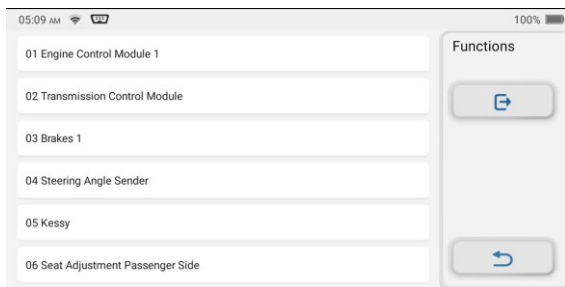 05:09 AM
100%
01 Engine Control Module 1
02 Transmission Control Module
03 Brakes 1
04 Steering Angle Sender
05 Kessy
06 Seat Adjustment Passenger Side
Functions